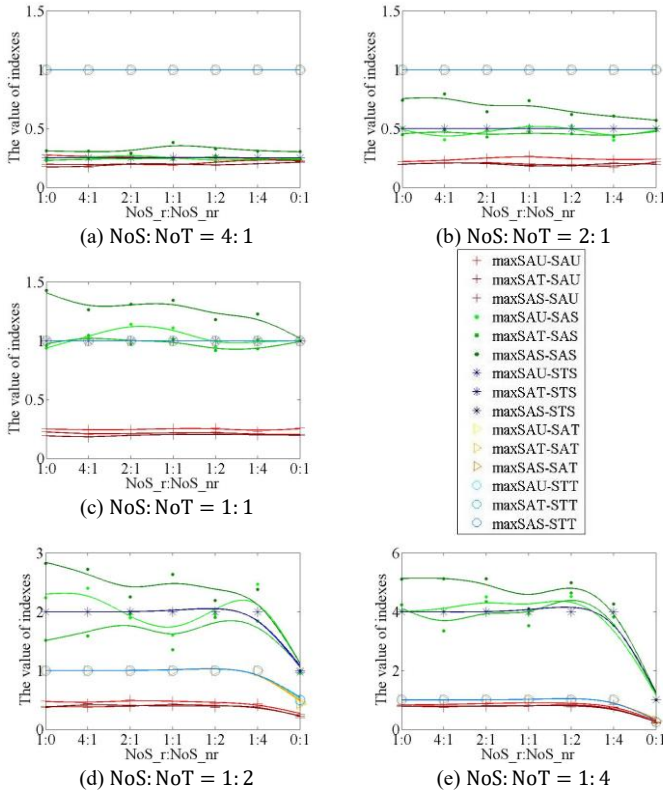 The value of indexes
1.5
1
0.5
0
1:0 4:1 2:1 1:1 1:2 1:4 0:1
NoS_r:NoS_nr
(a) NoS: NoT = 4: 1
The value of indexes
1.5
1
0.5
0
1:0 4:1 2:1 1:1 1:2 1:4 0:1
NoS_r:NoS_nr
(b) NoS: NoT = 2: 1
The value of indexes
1.5
1
0.5
0
1:0 4:1 2:1 1:1 1:2 1:4 0:1
NoS_r:NoS_nr
(c) NoS: NoT = 1: 1
maxSAU-SAU
maxSAT-SAU
maxSAS-SAU
maxSAU-SAS
maxSAT-SAS
maxSAS-SAS
maxSAU-STS
maxSAT-STS
maxSAS-STS
maxSAU-SAT
maxSAT-SAT
maxSAS-SAT
maxSAU-STT
maxSAT-STT
maxSAS-STT
The value of indexes
3
2
1
0
1:0 4:1 2:1 1:1 1:2 1:4 0:1
NoS_r:NoS_nr
(d) NoS: NoT = 1: 2
The value of indexes
6
4
2
0
1:0 4:1 2:1 1:1 1:2 1:4 0:1
NoS_r:NoS_nr
(e) NoS: NoT = 1: 4